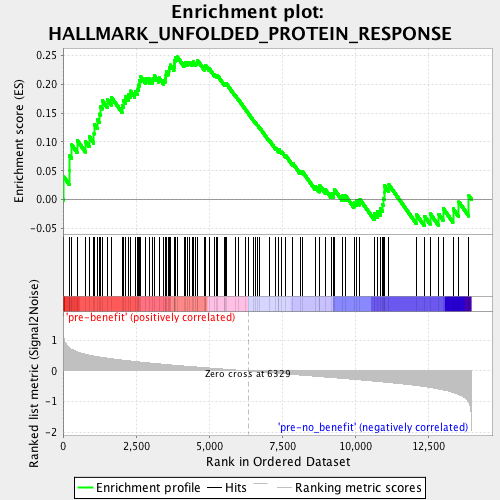 Enrichment plot:
HALLMARK_UNFOLDED_PROTEIN_RESPONSE
Enrichment score (ES)
0.25
0.20
0.15
0.10
0.05
0.00
-0.05
'pre-benefit' (positively correlated)
Ranked list metric (Signal2Noise)
1
0
-1
-2
Zero cross at 6329
'pre-no_benefit' (negatively correlated)
0
2,500
5,000
7,500
10,000
12,500
Rank in Ordered Dataset
Enrichment profile
Hits
Ranking metric scores